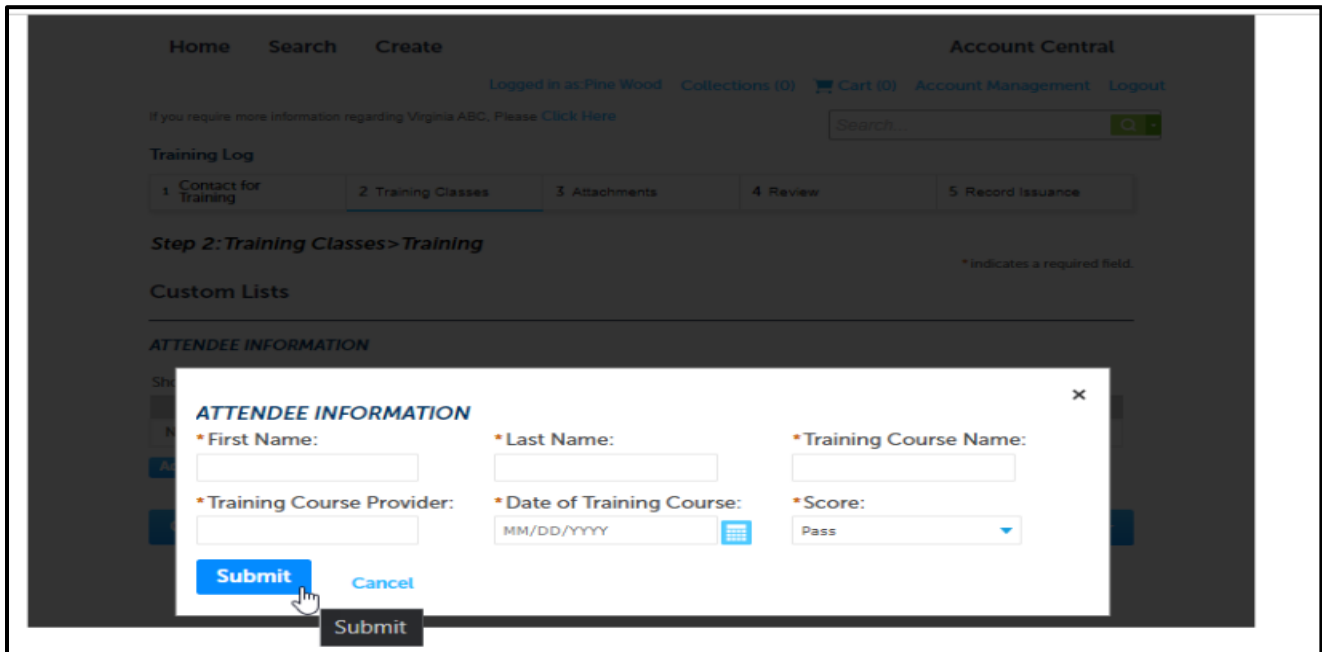 Home Search Create Account Central
Logged in as:Pine Wood Collections (0) Cart (0) Account Management Logout
If you require more information regarding Virginia ABC, Please Click Here
Search...
Training Log
1 Contact for Training 2 Training Classes 3 Attachments 4 Review 5 Record Issuance
Step 2:Training Classes>Training
* indicates a required field.
Custom Lists
ATTENDEE INFORMATION
×
ATTENDEE INFORMATION
*First Name: *Last Name: *Training Course Name:
*Training Course Provider: *Date of Training Course: *Score:
MM/DD/YYYY Pass
Submit Cancel
Submit